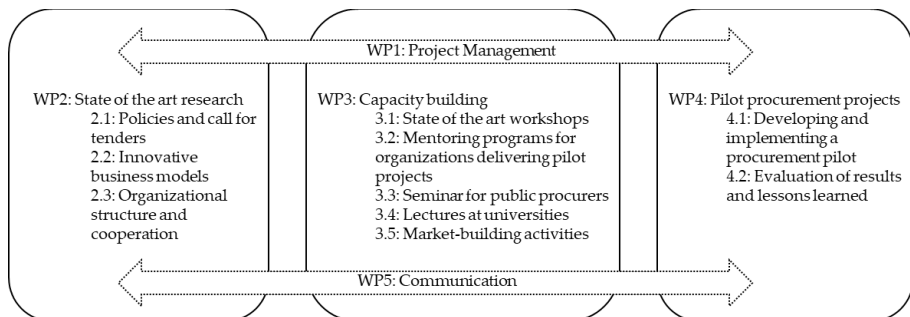 WP1: Project Management
WP2: State of the art research
2.1: Policies and call for
tenders
2.2: Innovative
business models
2.3: Organizational
structure and
cooperation
WP3: Capacity building
3.1: State of the art workshops
3.2: Mentoring programs for
organizations delivering pilot
projects
3.3: Seminar for public procurers
3.4: Lectures at universities
3.5: Market-building activities
WP4: Pilot procurement projects
4.1: Developing and
implementing a
procurement pilot
4.2: Evaluation of results
and lessons learned
WP5: Communication